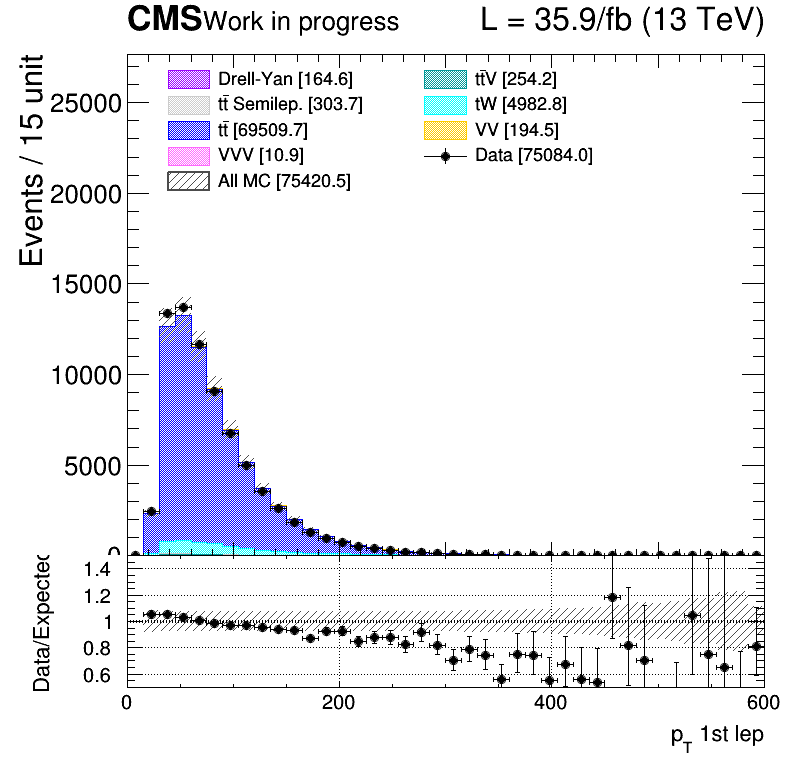 CMS Work in progress L = 35.9/fb (13 TeV)
Events / 15 unit
25000
20000
15000
10000
5000
0
Drell-Yan [164.6]
tt̄ Semilep. [303.7]
tt̄ [69509.7]
VVV [10.9]
All MC [75420.5]
tt̄V [254.2]
tW [4982.8]
VV [194.5]
Data [75084.0]
Data/Expected
1.4
1.2
1
0.8
0.6
0 200 400 600
p_T 1st lep